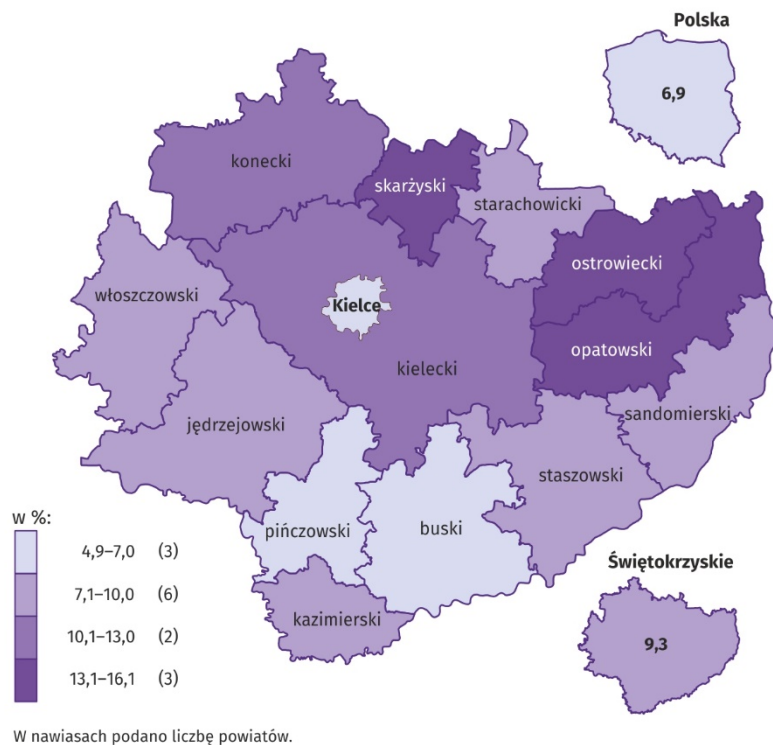 Polska
6,9
konecki
skarżyski
starachowicki
ostrowiecki
włoszczowski
Kielce
opatowski
kielecki
sandomierski
jędrzejowski
staszowski
w %:
pińczowski
buski
4,9–7,0 (3)
Świętokrzyskie
7,1–10,0 (6)
kazimierski
10,1–13,0 (2)
9,3
13,1–16,1 (3)
W nawiasach podano liczbę powiatów.